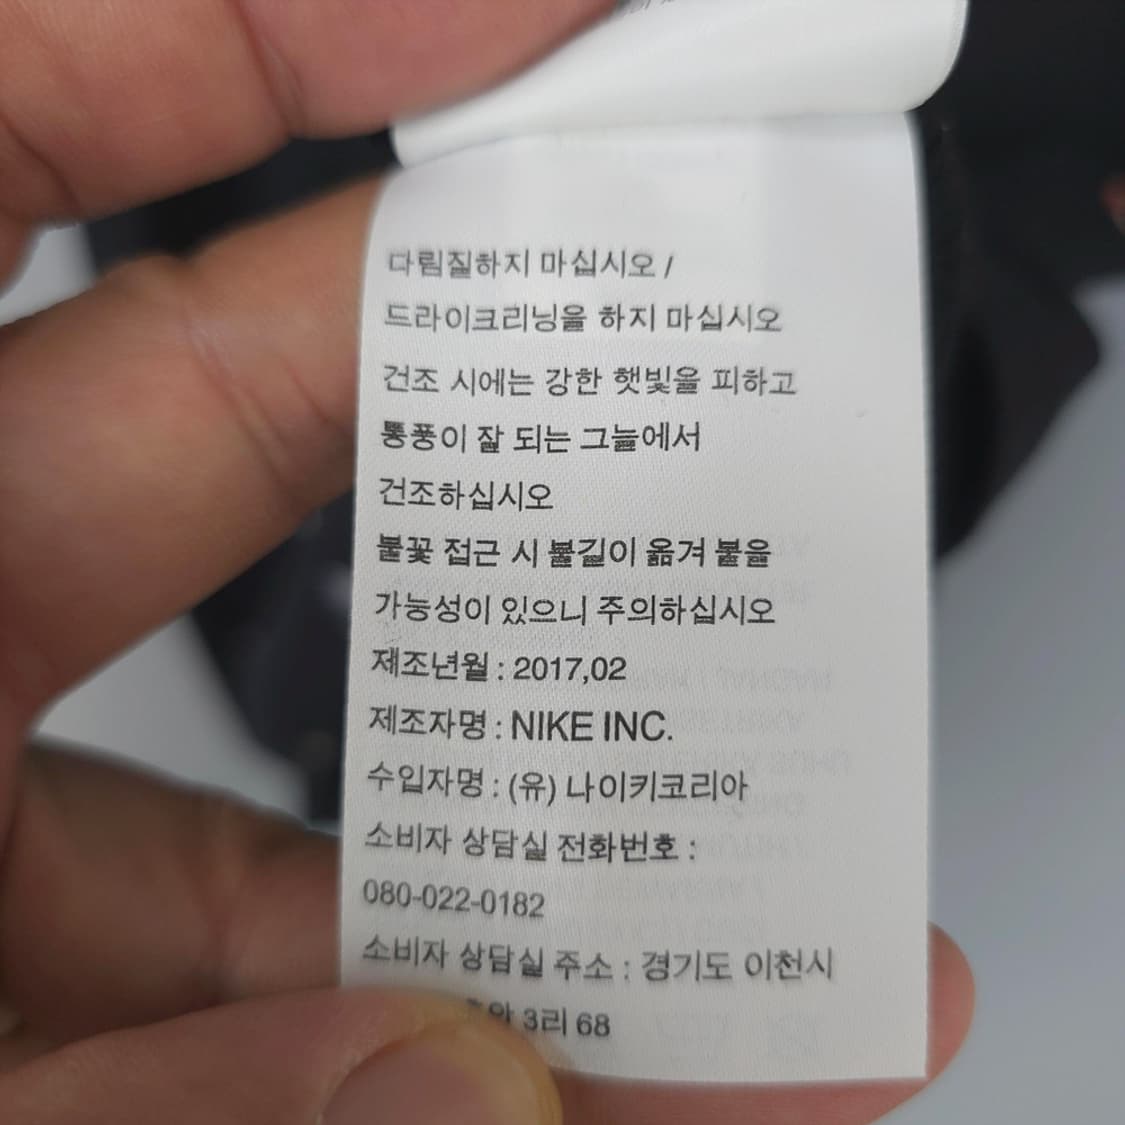 다림질하지 마십시오 /
드라이크리닝을 하지 마십시오
건조 시에는 강한 햇빛을 피하고
통풍이 잘 되는 그늘에서
건조하십시오
불꽃 접근 시 불길이 옮겨 붙을
가능성이 있으니 주의하십시오
제조년월 : 2017,02
제조자명 : NIKE INC.
수입자명 : (유) 나이키코리아
소비자 상담실 전화번호 :
080-022-0182
소비자 상담실 주소 : 경기도 이천시
3리 68